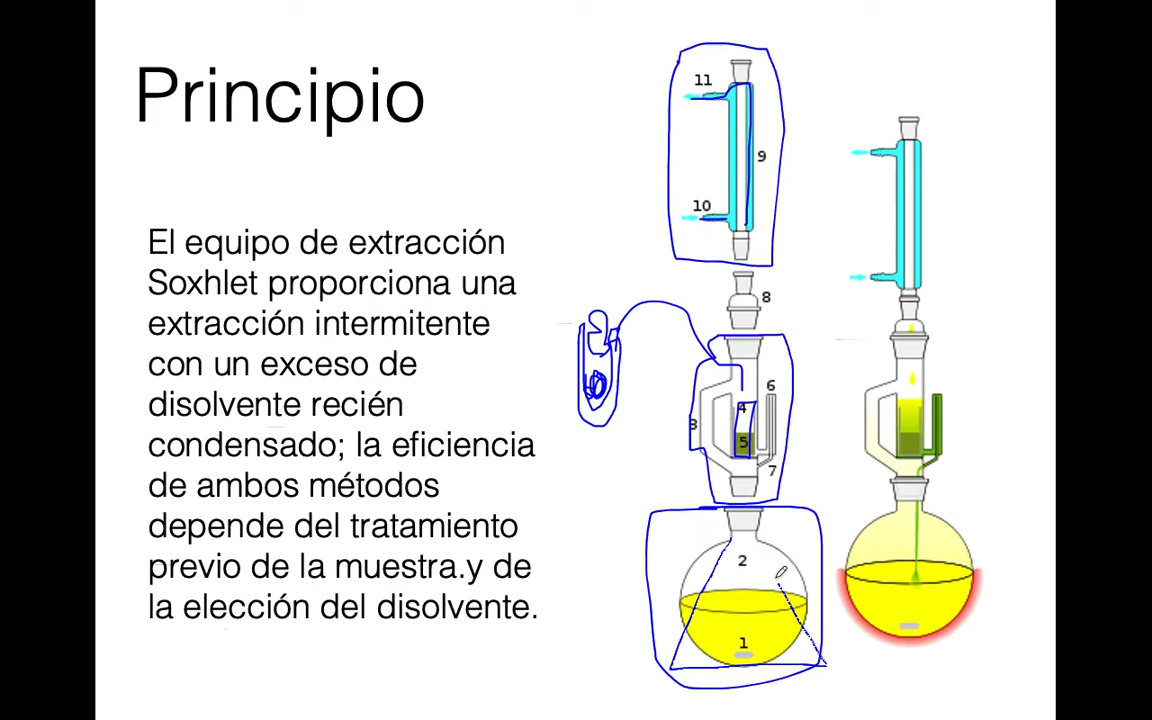 Principio
El equipo de extracción
Soxhlet proporciona una
extracción intermitente
con un exceso de
disolvente recién
condensado; la eficiencia
de ambos métodos
depende del tratamiento
previo de la muestra.y de
la elección del disolvente.
11
9
10
8
6
4
3
5
7
2
1